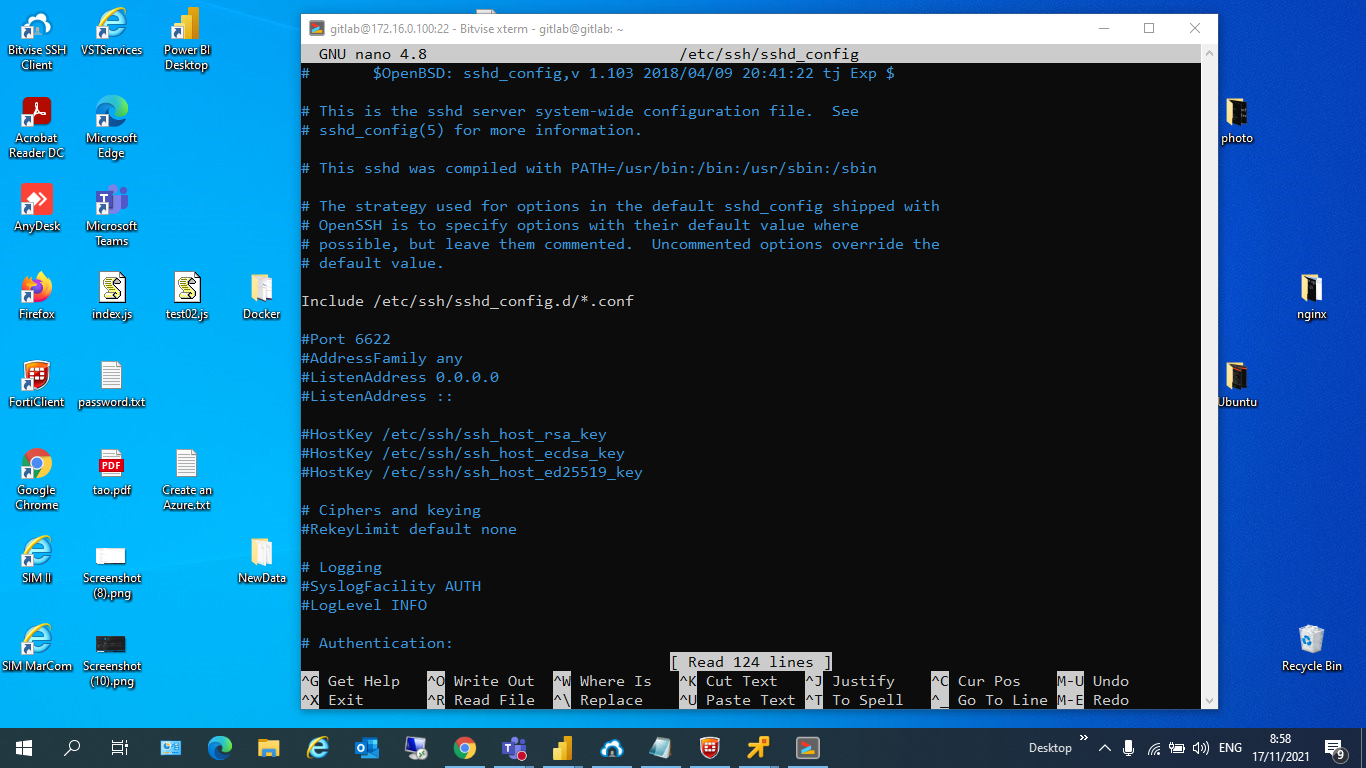 Bitvise SSH Client
VSTServices
Power BI Desktop
Acrobat Reader DC
Microsoft Edge
AnyDesk
Microsoft Teams
Firefox
index.js
test02.js
Docker
FortiClient
password.txt
Google Chrome
tao.pdf
Create an Azure.txt
SIM II
Screenshot (8).png
NewData
SIM MarCom
Screenshot (10).png
photo
nginx
Ubuntu
Recycle Bin
gitlab@172.16.0.100:22 - Bitvise xterm - gitlab@gitlab: ~
GNU nano 4.8 /etc/ssh/sshd_config
# $OpenBSD: sshd_config,v 1.103 2018/04/09 20:41:22 tj Exp $
# This is the sshd server system-wide configuration file. See
# sshd_config(5) for more information.
# This sshd was compiled with PATH=/usr/bin:/bin:/usr/sbin:/sbin
# The strategy used for options in the default sshd_config shipped with
# OpenSSH is to specify options with their default value where
# possible, but leave them commented. Uncommented options override the
# default value.
Include /etc/ssh/sshd_config.d/*.conf
#Port 6622
#AddressFamily any
#ListenAddress 0.0.0.0
#ListenAddress ::
#HostKey /etc/ssh/ssh_host_rsa_key
#HostKey /etc/ssh/ssh_host_ecdsa_key
#HostKey /etc/ssh/ssh_host_ed25519_key
# Ciphers and keying
#RekeyLimit default none
# Logging
#SyslogFacility AUTH
#LogLevel INFO
# Authentication:
[ Read 124 lines ]
^G Get Help ^O Write Out ^W Where Is ^K Cut Text ^J Justify ^C Cur Pos M-U Undo
^X Exit ^R Read File ^\ Replace ^U Paste Text ^T To Spell ^_ Go To Line M-E Redo
Desktop » ENG 8:58
17/11/2021 9